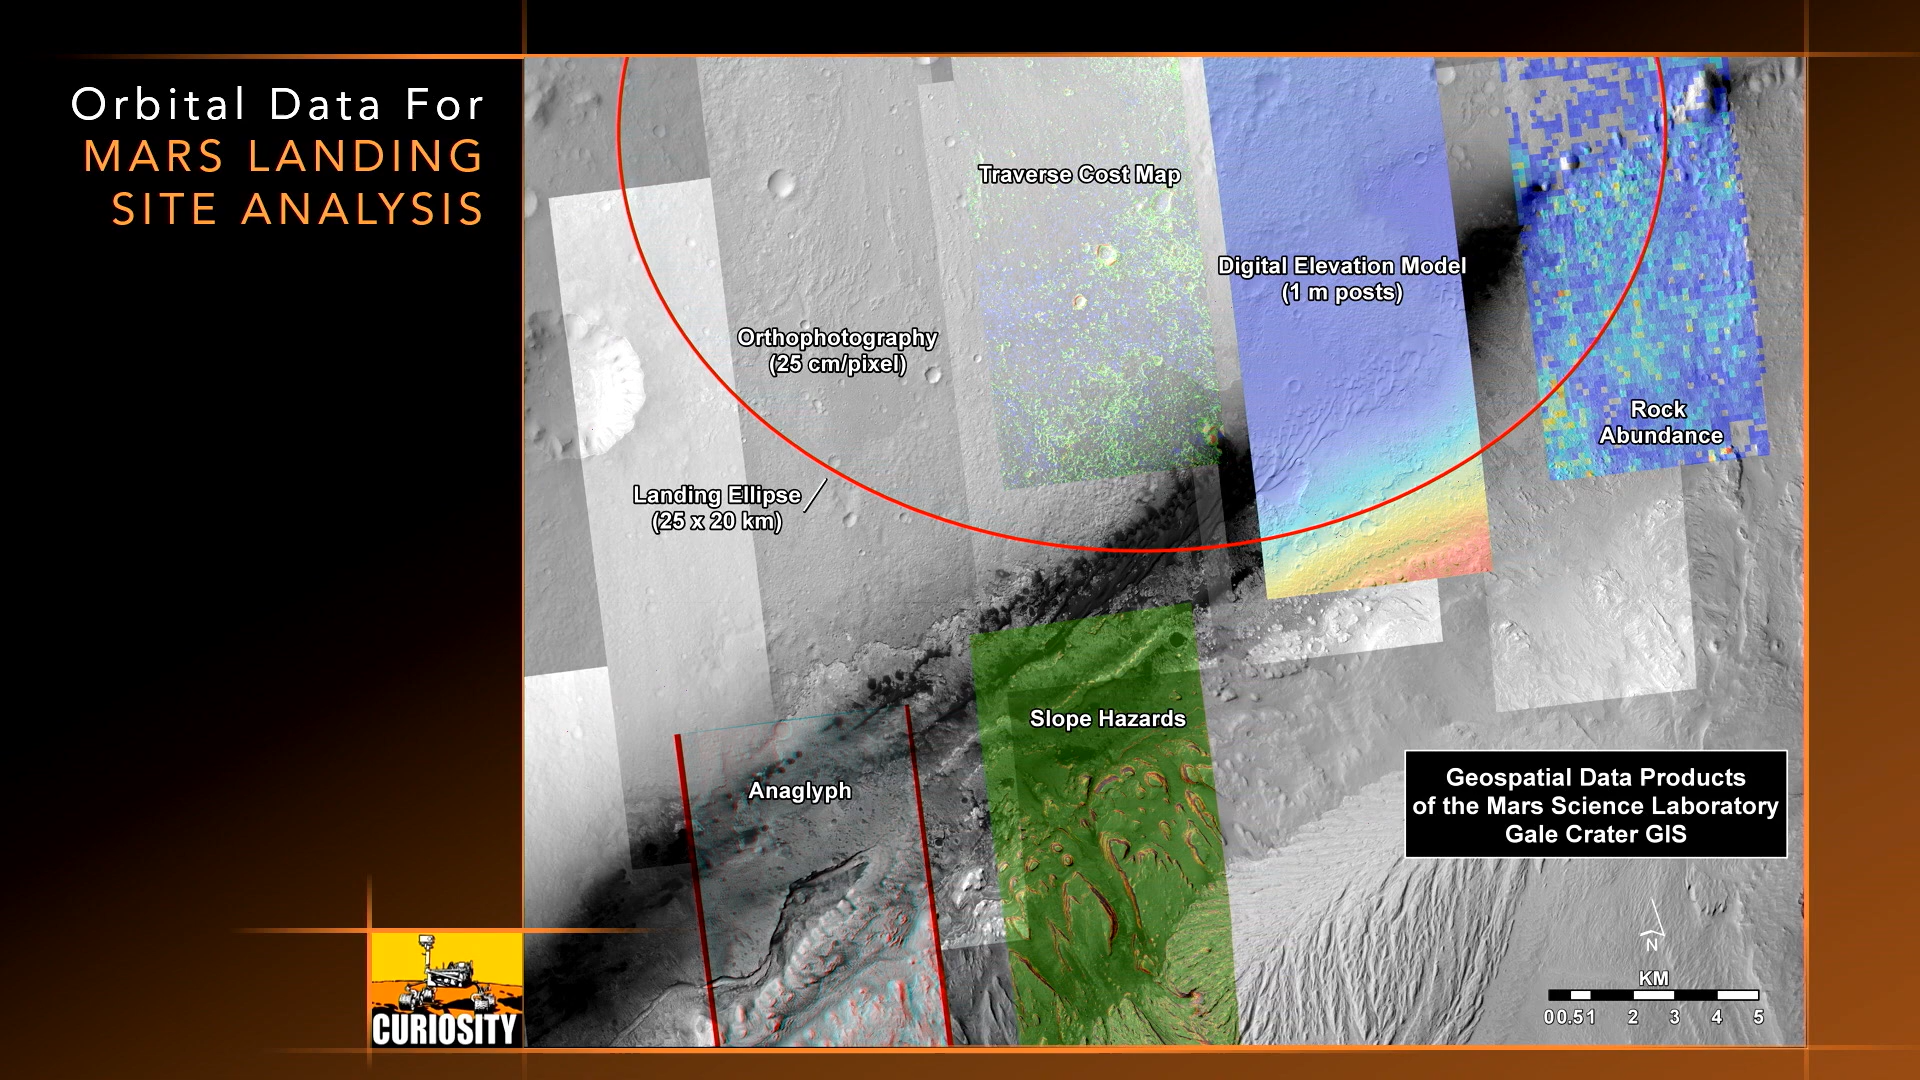 Orbital Data For
MARS LANDING
SITE ANALYSIS
Traverse Cost Map
Digital Elevation Model
(1 m posts)
Orthophotography
(25 cm/pixel)
Rock
Abundance
Landing Ellipse
(25 x 20 km)
Slope Hazards
Anaglyph
Geospatial Data Products
of the Mars Science Laboratory
Gale Crater GIS
N
KM
0 0.5 1 2 3 4 5
CURIOSITY